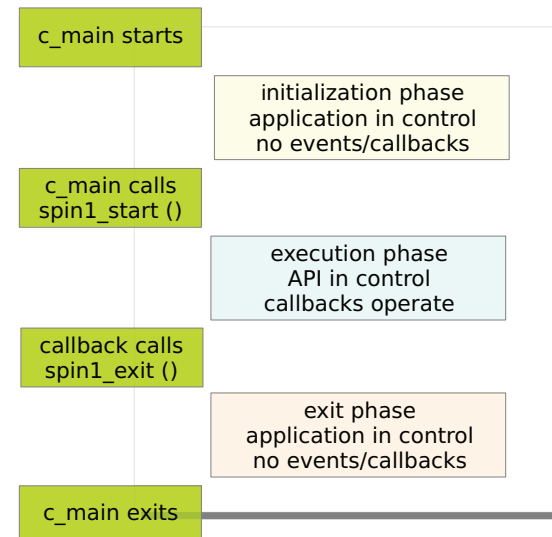 c_main starts
initialization phase
application in control
no events/callbacks
c_main calls
spin1_start ()
execution phase
API in control
callbacks operate
callback calls
spin1_exit ()
exit phase
application in control
no events/callbacks
c_main exits